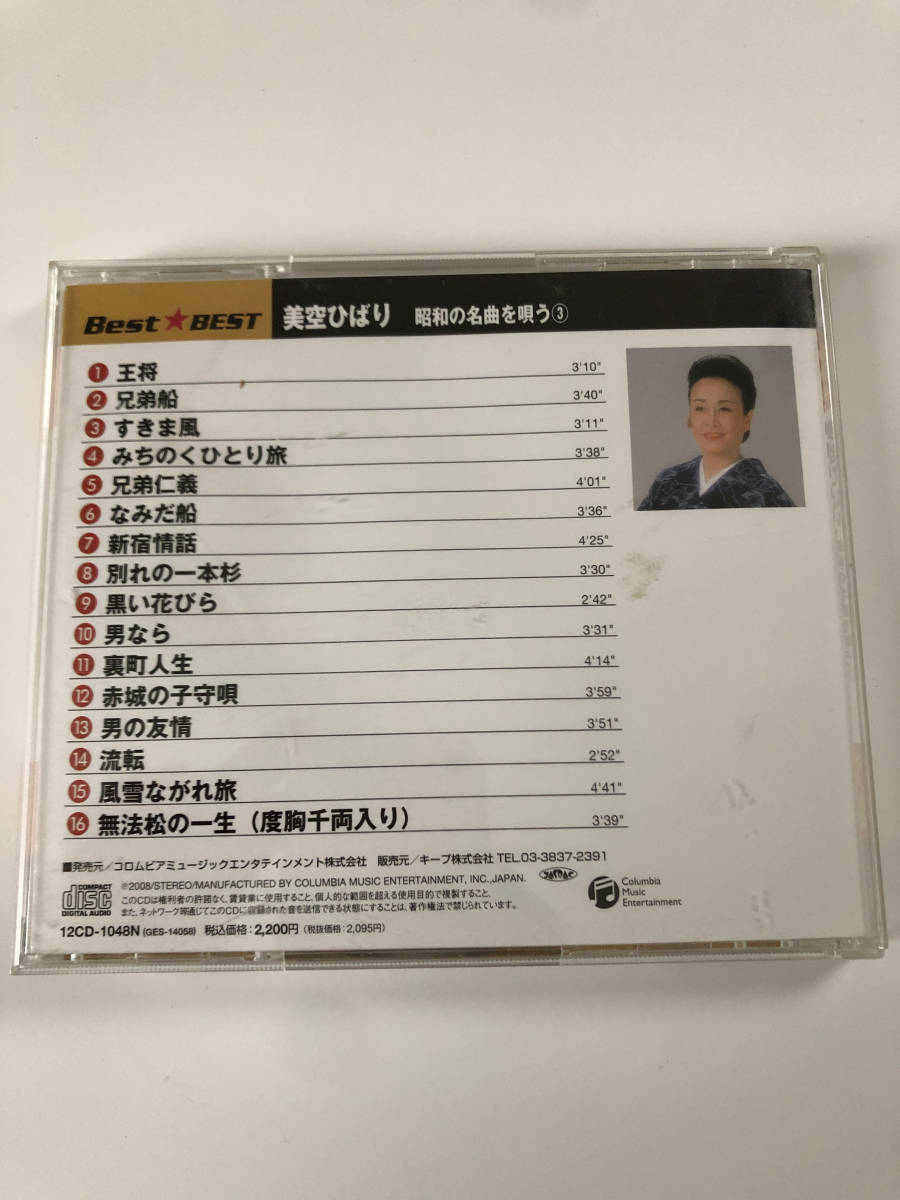 Best★BEST 美空ひばり 昭和の名曲を唄う③
1 王将 3'10"
2 兄弟船 3'40"
3 すきま風 3'11"
4 みちのくひとり旅 3'38"
5 兄弟仁義 4'01"
6 なみだ船 3'36"
7 新宿情話 4'25"
8 別れの一本杉 3'30"
9 黒い花びら 2'42"
10 男なら 3'31"
11 裏町人生 4'14"
12 赤城の子守唄 3'59"
13 男の友情 3'51"
14 流転 2'52"
15 風雪ながれ旅 4'41"
16 無法松の一生（度胸千両入り） 3'39"
■発売元／コロムビアミュージックエンタテインメント株式会社 販売元／キープ株式会社 TEL.03-3837-2391
COMPACT
disc
DIGITAL AUDIO
℗2008/STEREO/MANUFACTURED BY COLUMBIA MUSIC ENTERTAINMENT, INC.,JAPAN.
JASRAC
このCDは権利者の許諾なく、賃貸業に使用すること、個人的な範囲を超える使用目的で複製すること、
また、ネットワーク等通じてこのCDに収録された音を送信できる状態にすることは、著作権法で禁じられています。
Columbia
Music
Entertainment
12CD-1048N (GES-14058) 税込価格：2,200円（税抜価格：2,095円）